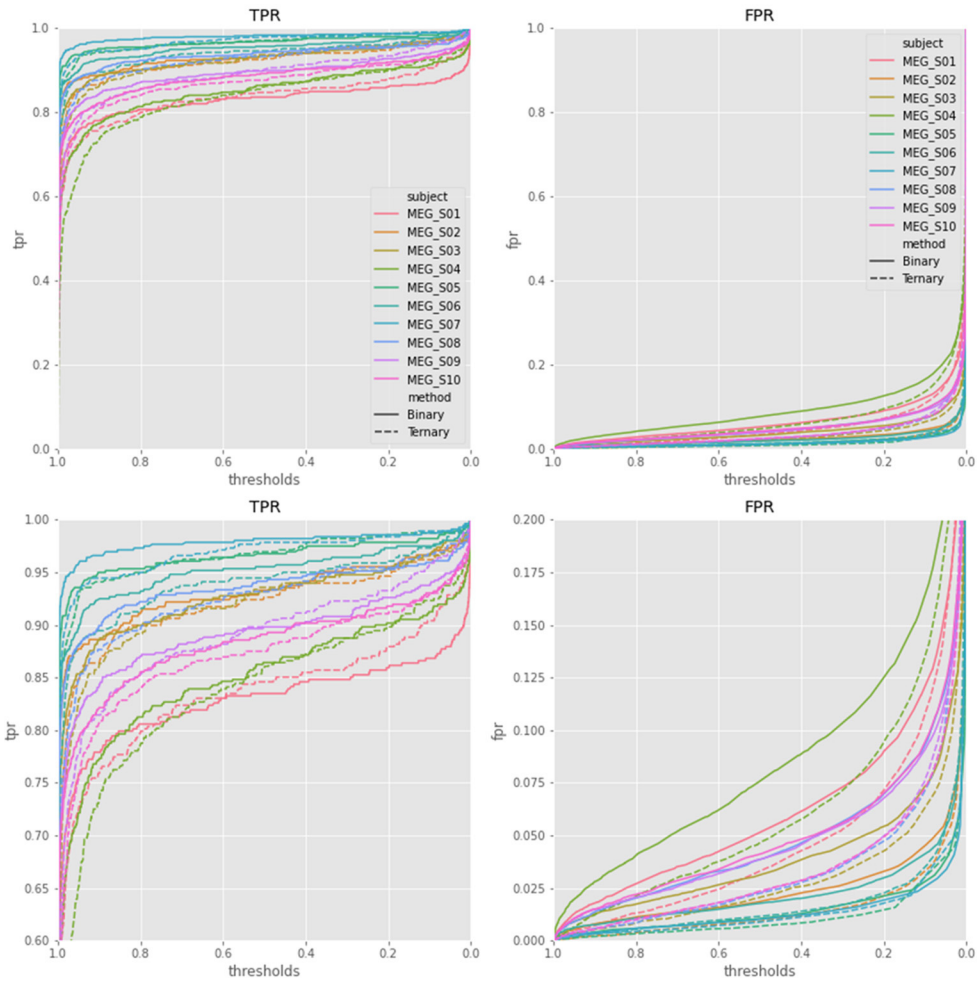 TPR
1.0
0.8
0.6
0.4
0.2
0.0
tpr
1.0 0.8 0.6 0.4 0.2 0.0
thresholds
subject
MEG_S01
MEG_S02
MEG_S03
MEG_S04
MEG_S05
MEG_S06
MEG_S07
MEG_S08
MEG_S09
MEG_S10
method
Binary
Ternary
FPR
1.0
0.8
0.6
0.4
0.2
0.0
fpr
1.0 0.8 0.6 0.4 0.2 0.0
thresholds
subject
MEG_S01
MEG_S02
MEG_S03
MEG_S04
MEG_S05
MEG_S06
MEG_S07
MEG_S08
MEG_S09
MEG_S10
method
Binary
Ternary
TPR
1.00
0.95
0.90
0.85
0.80
0.75
0.70
0.65
0.60
tpr
1.0 0.8 0.6 0.4 0.2 0.0
thresholds
FPR
0.200
0.175
0.150
0.125
0.100
0.075
0.050
0.025
0.000
fpr
1.0 0.8 0.6 0.4 0.2 0.0
thresholds